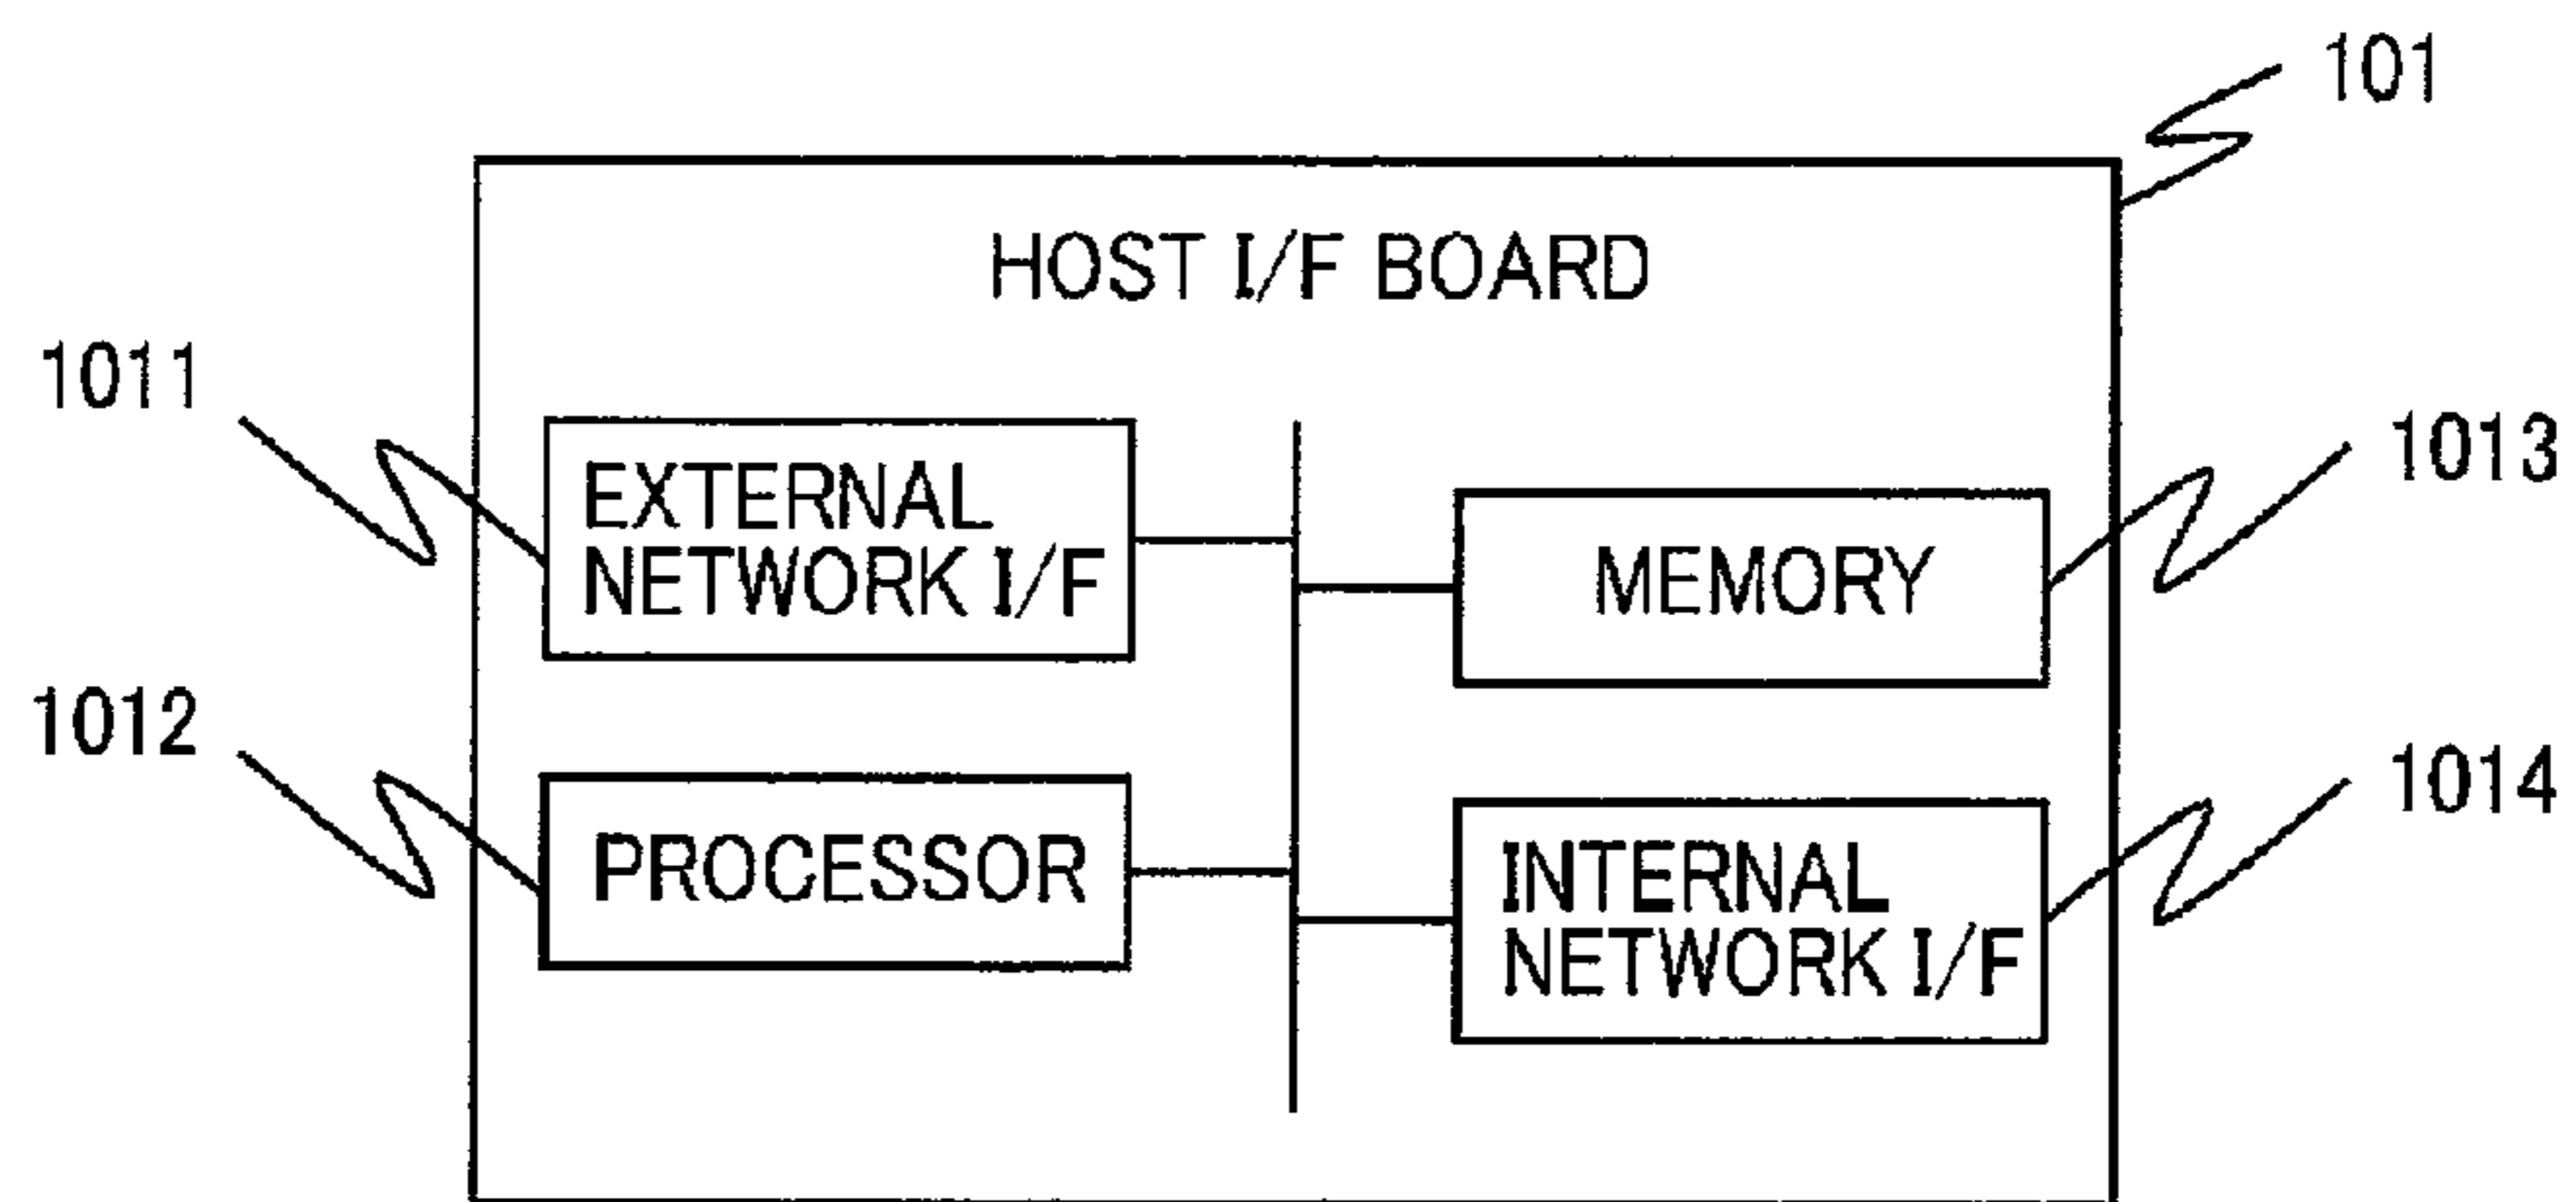 101
HOST I/F BOARD
1011
EXTERNAL
NETWORK I/F
1013
MEMORY
1012
PROCESSOR
1014
INTERNAL
NETWORK I/F